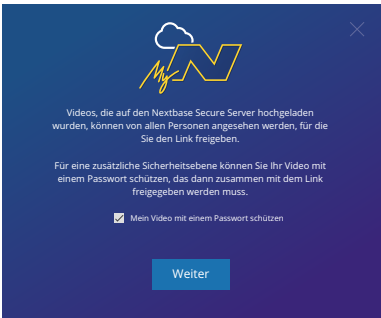 My N
Videos, die auf den Nextbase Secure Server hochgeladen
wurden, können von allen Personen angesehen werden, für die
Sie den Link freigeben.
Für eine zusätzliche Sicherheitsebene können Sie Ihr Video mit
einem Passwort schützen, das dann zusammen mit dem Link
freigegeben werden muss.
Mein Video mit einem Passwort schützen
Weiter